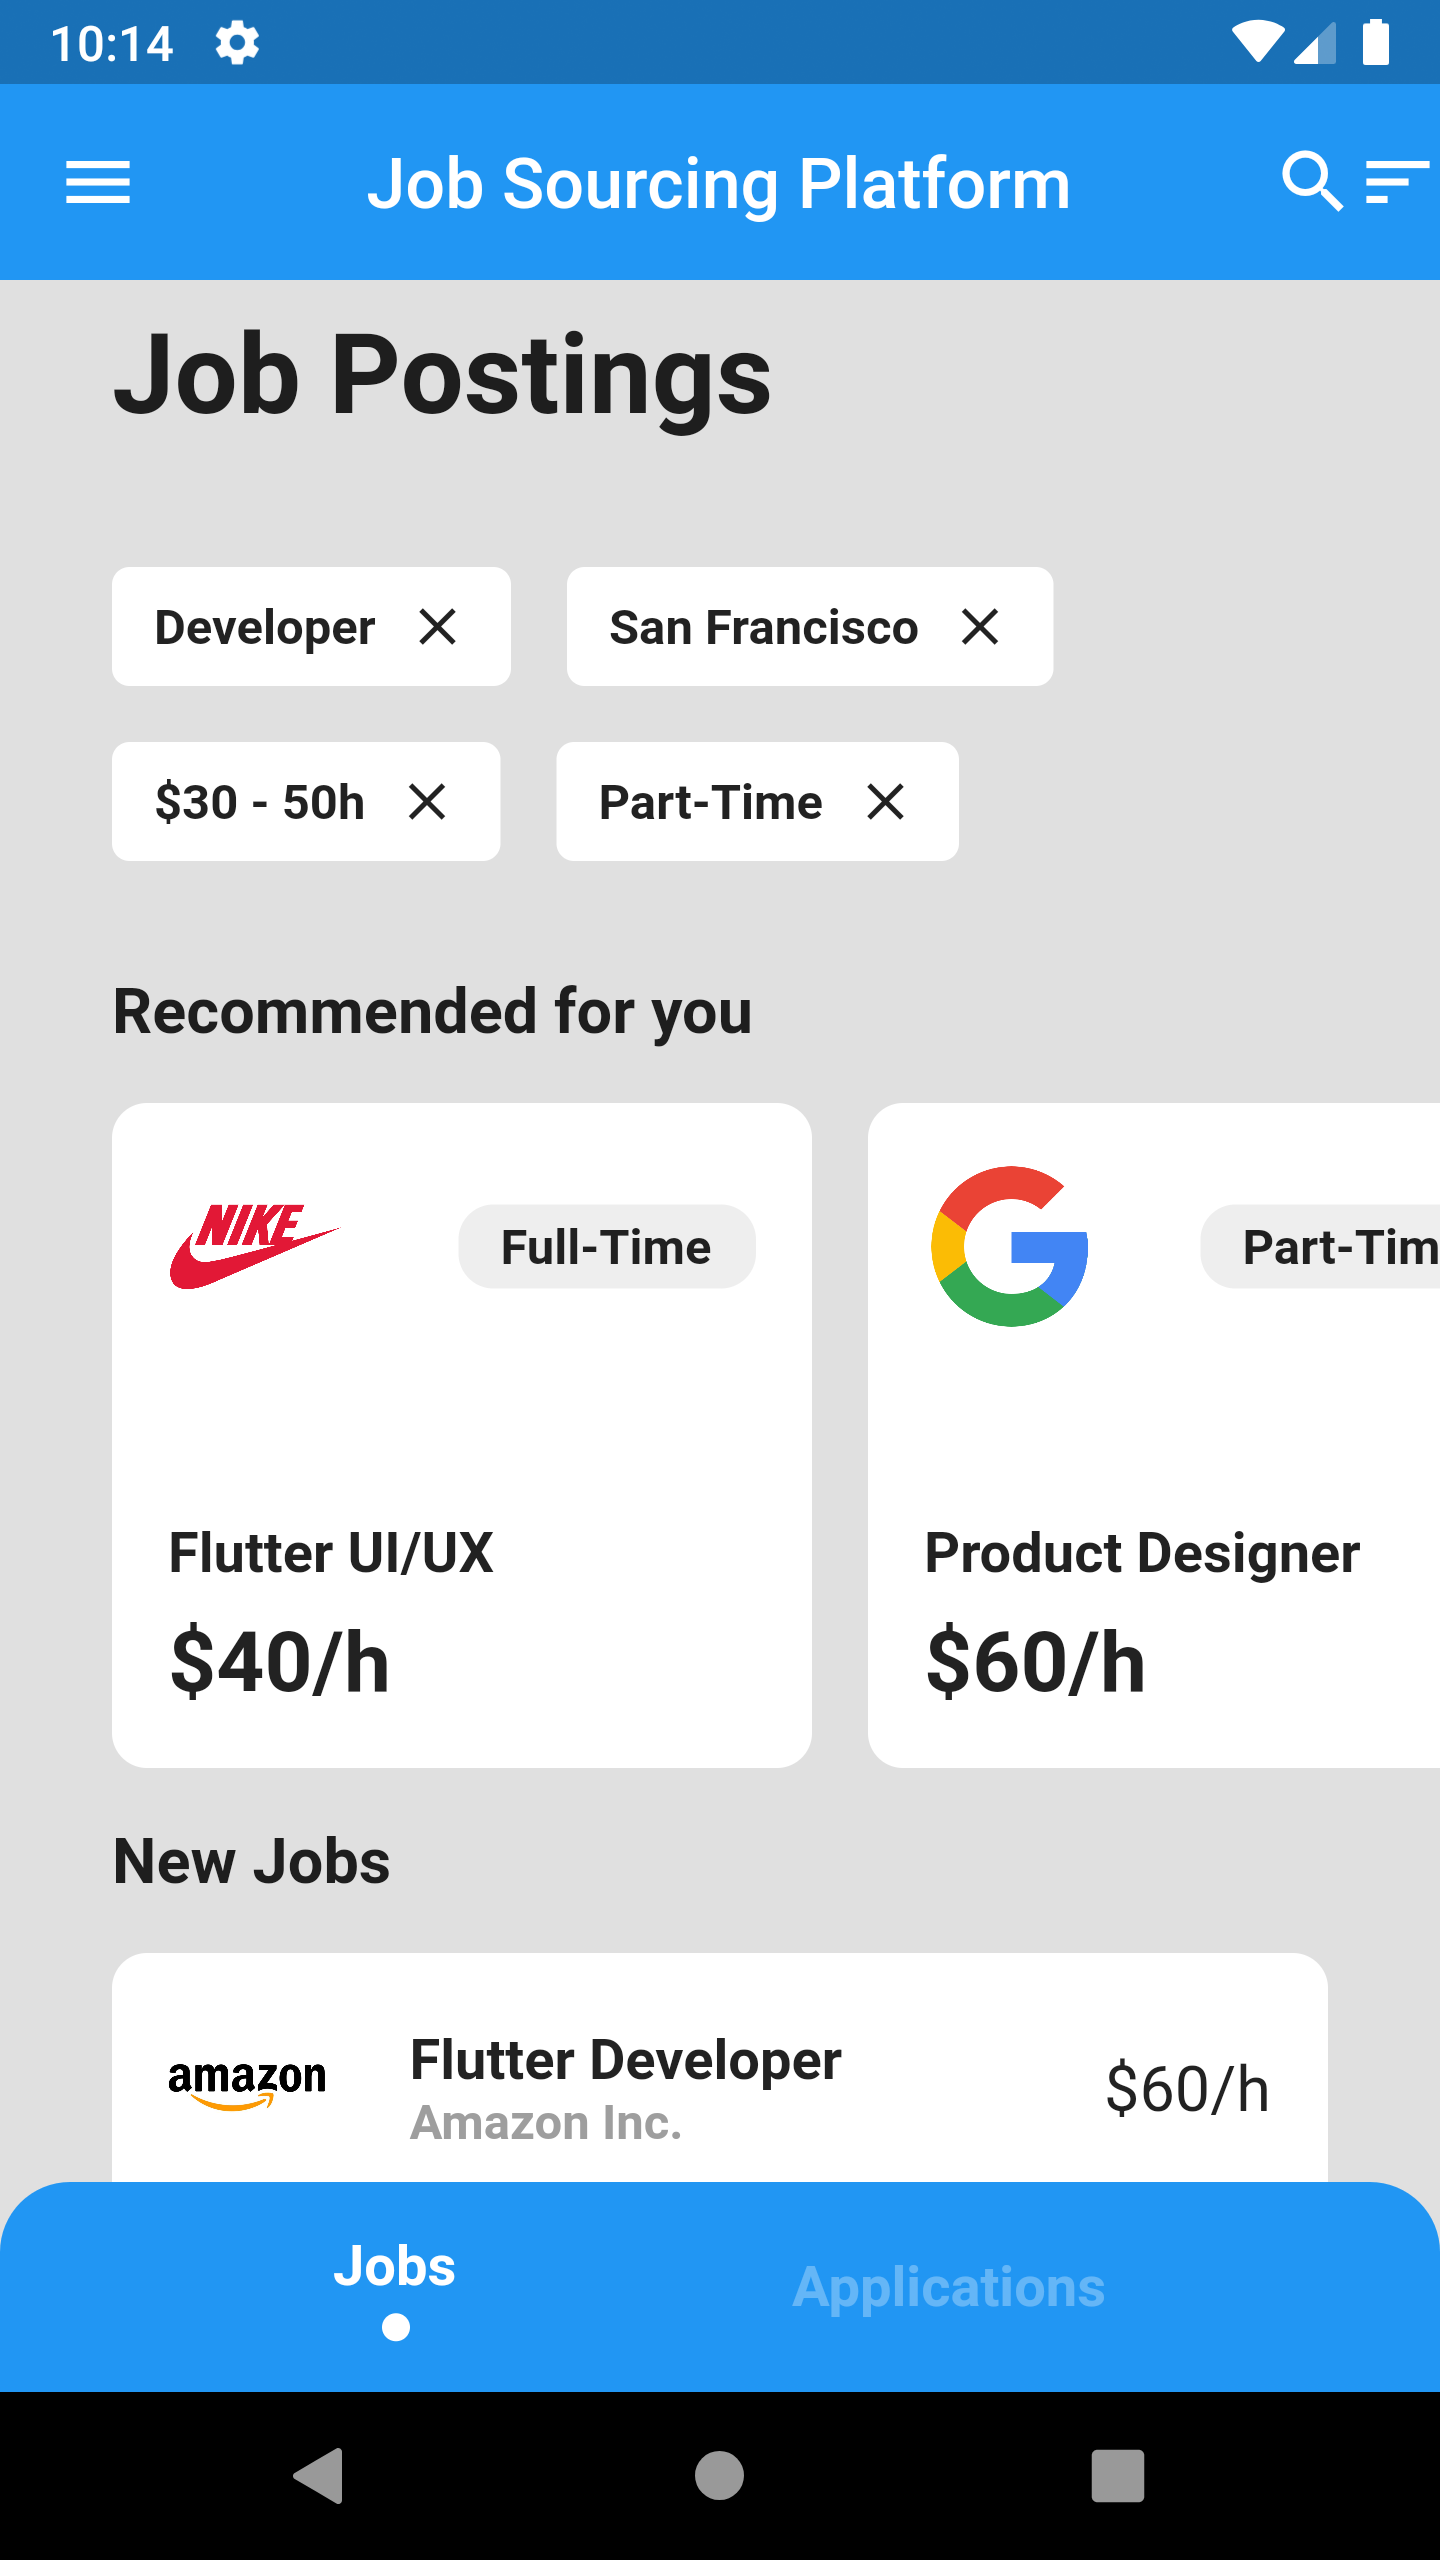 10:14
Job Sourcing Platform
Job Postings
Developer
San Francisco
$30 - 50h
Part-Time
Recommended for you
NIKE
Full-Time
Part-Tim
Flutter UI/UX
$40/h
Product Designer
$60/h
New Jobs
amazon
Flutter Developer
Amazon Inc.
$60/h
Jobs
Applications